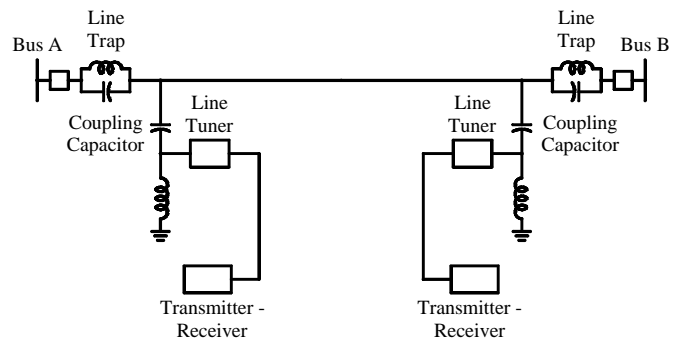 Line
Trap
Bus A
Line
Trap
Bus B
Coupling
Capacitor
Line
Tuner
Line
Tuner
Coupling
Capacitor
Transmitter -
Receiver
Transmitter -
Receiver